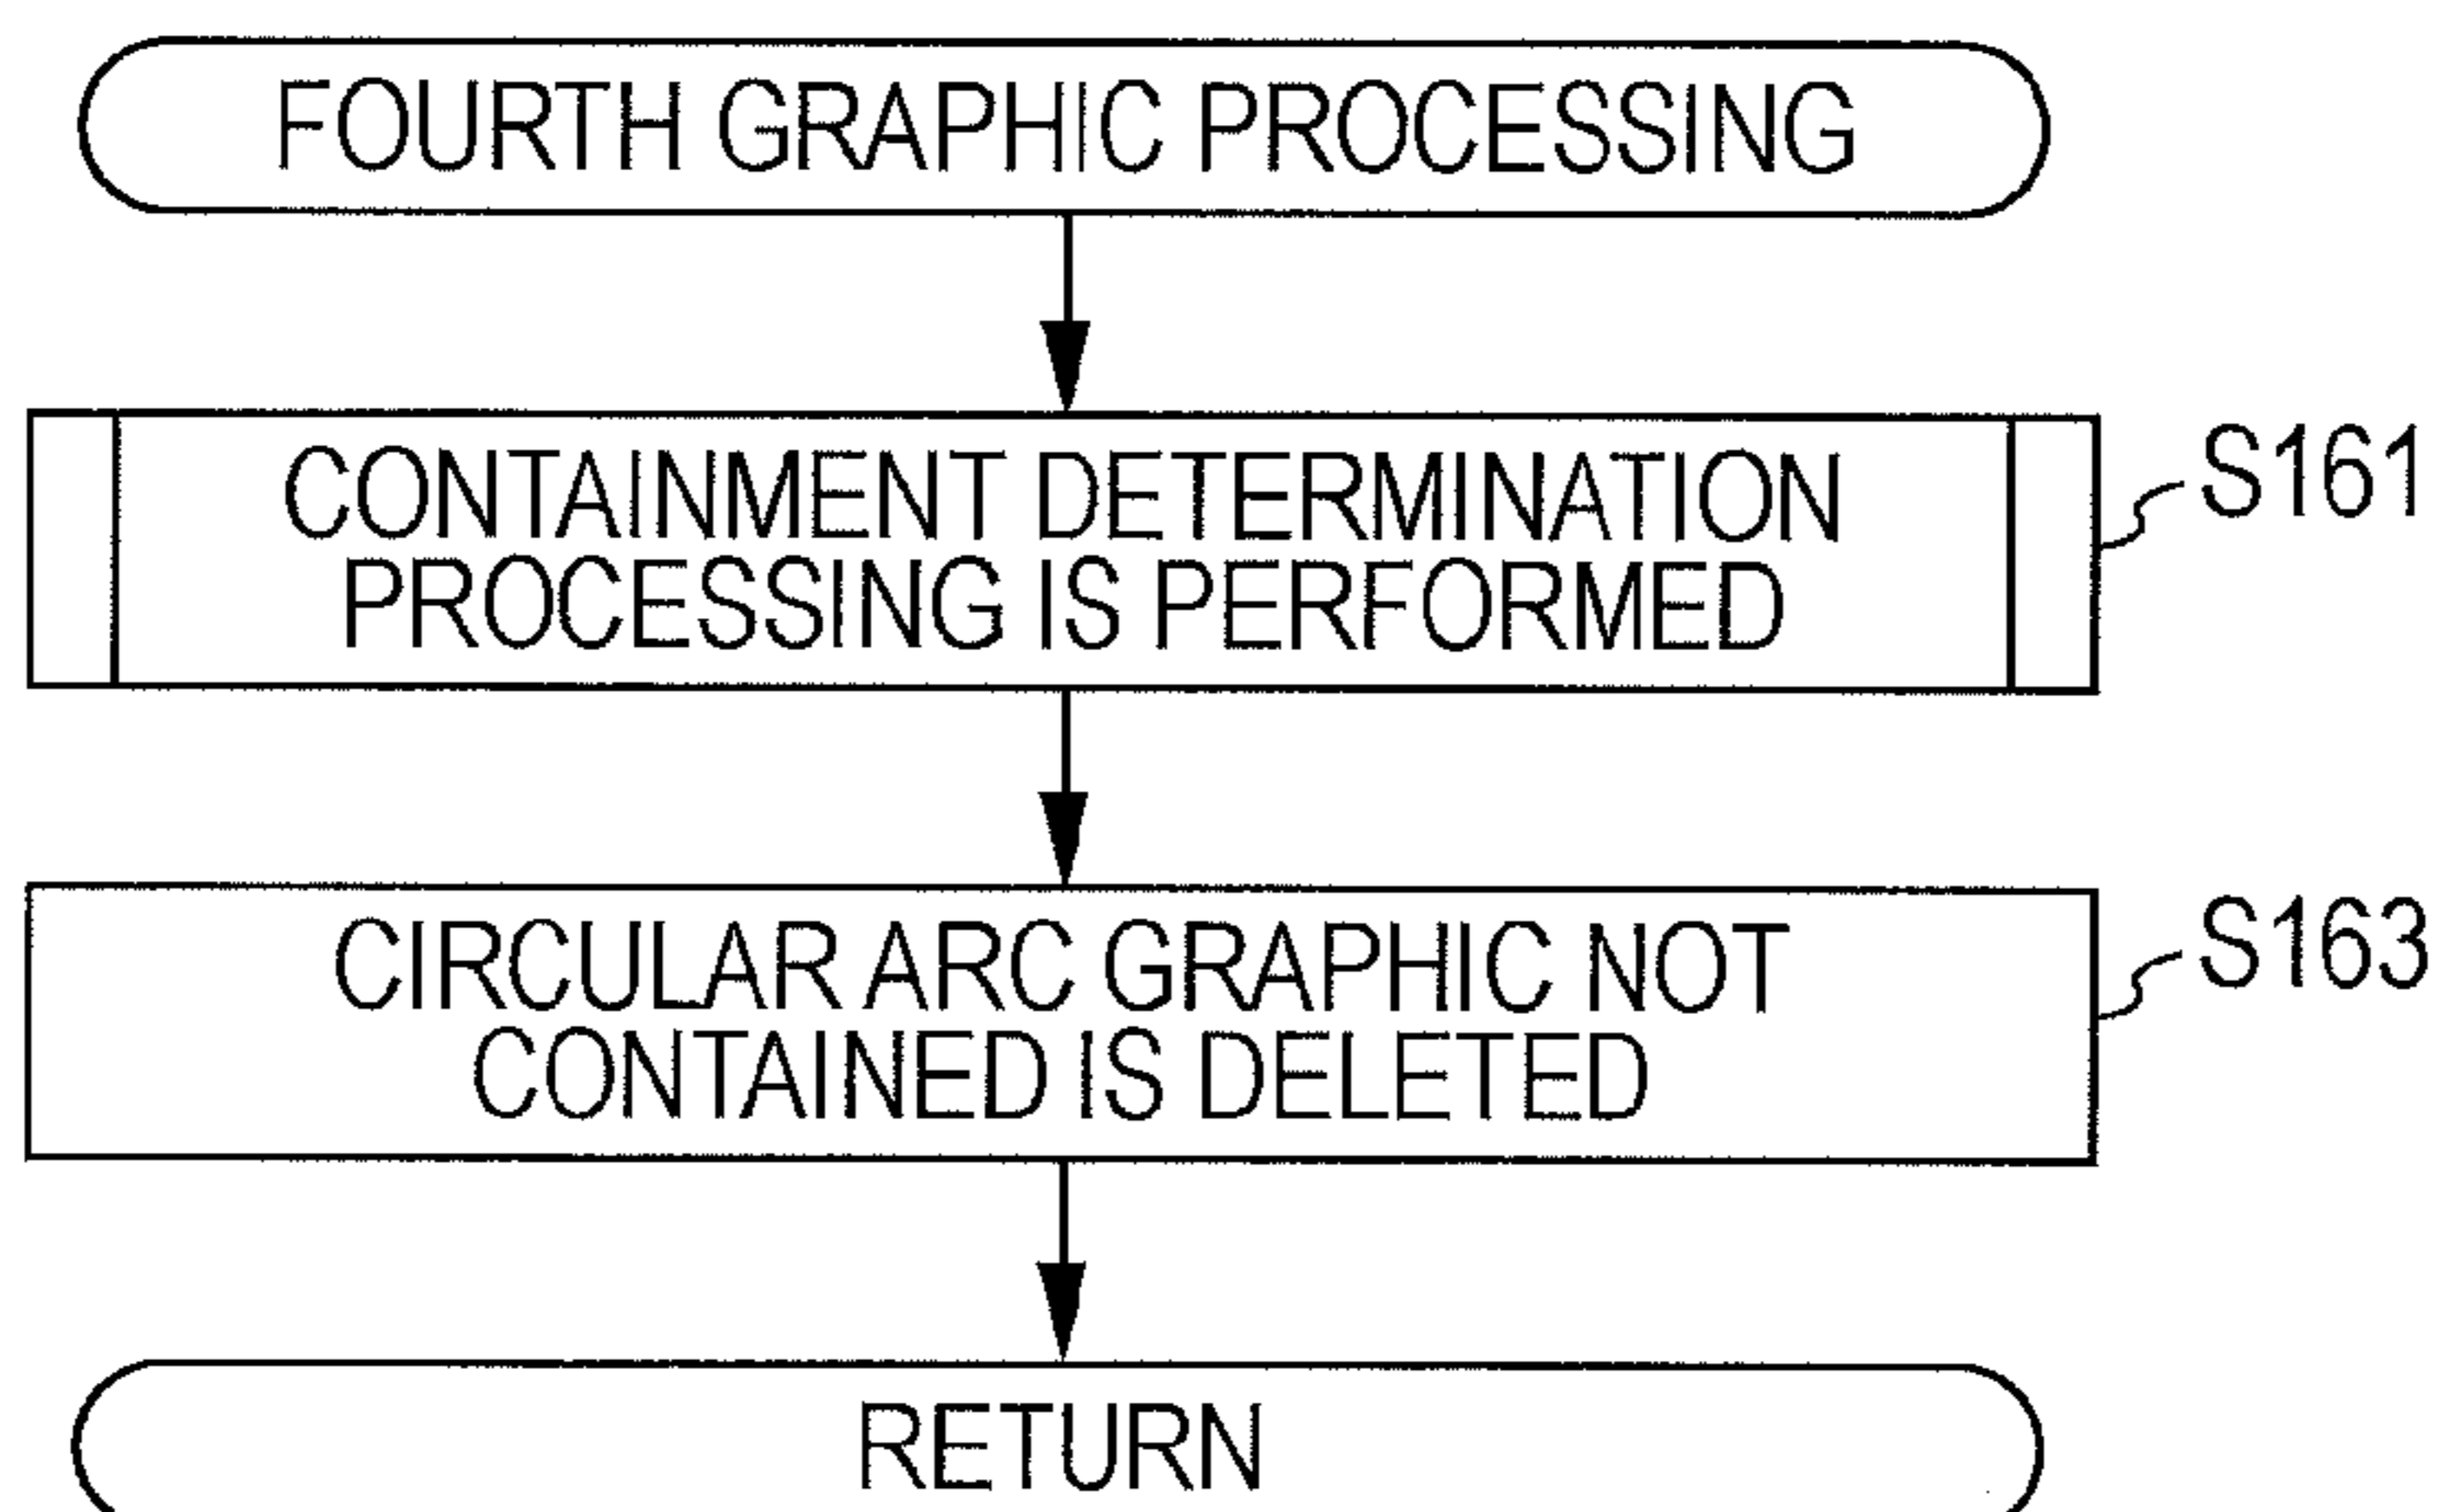 FOURTH GRAPHIC PROCESSING
CONTAINMENT DETERMINATION
PROCESSING IS PERFORMED
S161
CIRCULAR ARC GRAPHIC NOT
CONTAINED IS DELETED
S163
RETURN